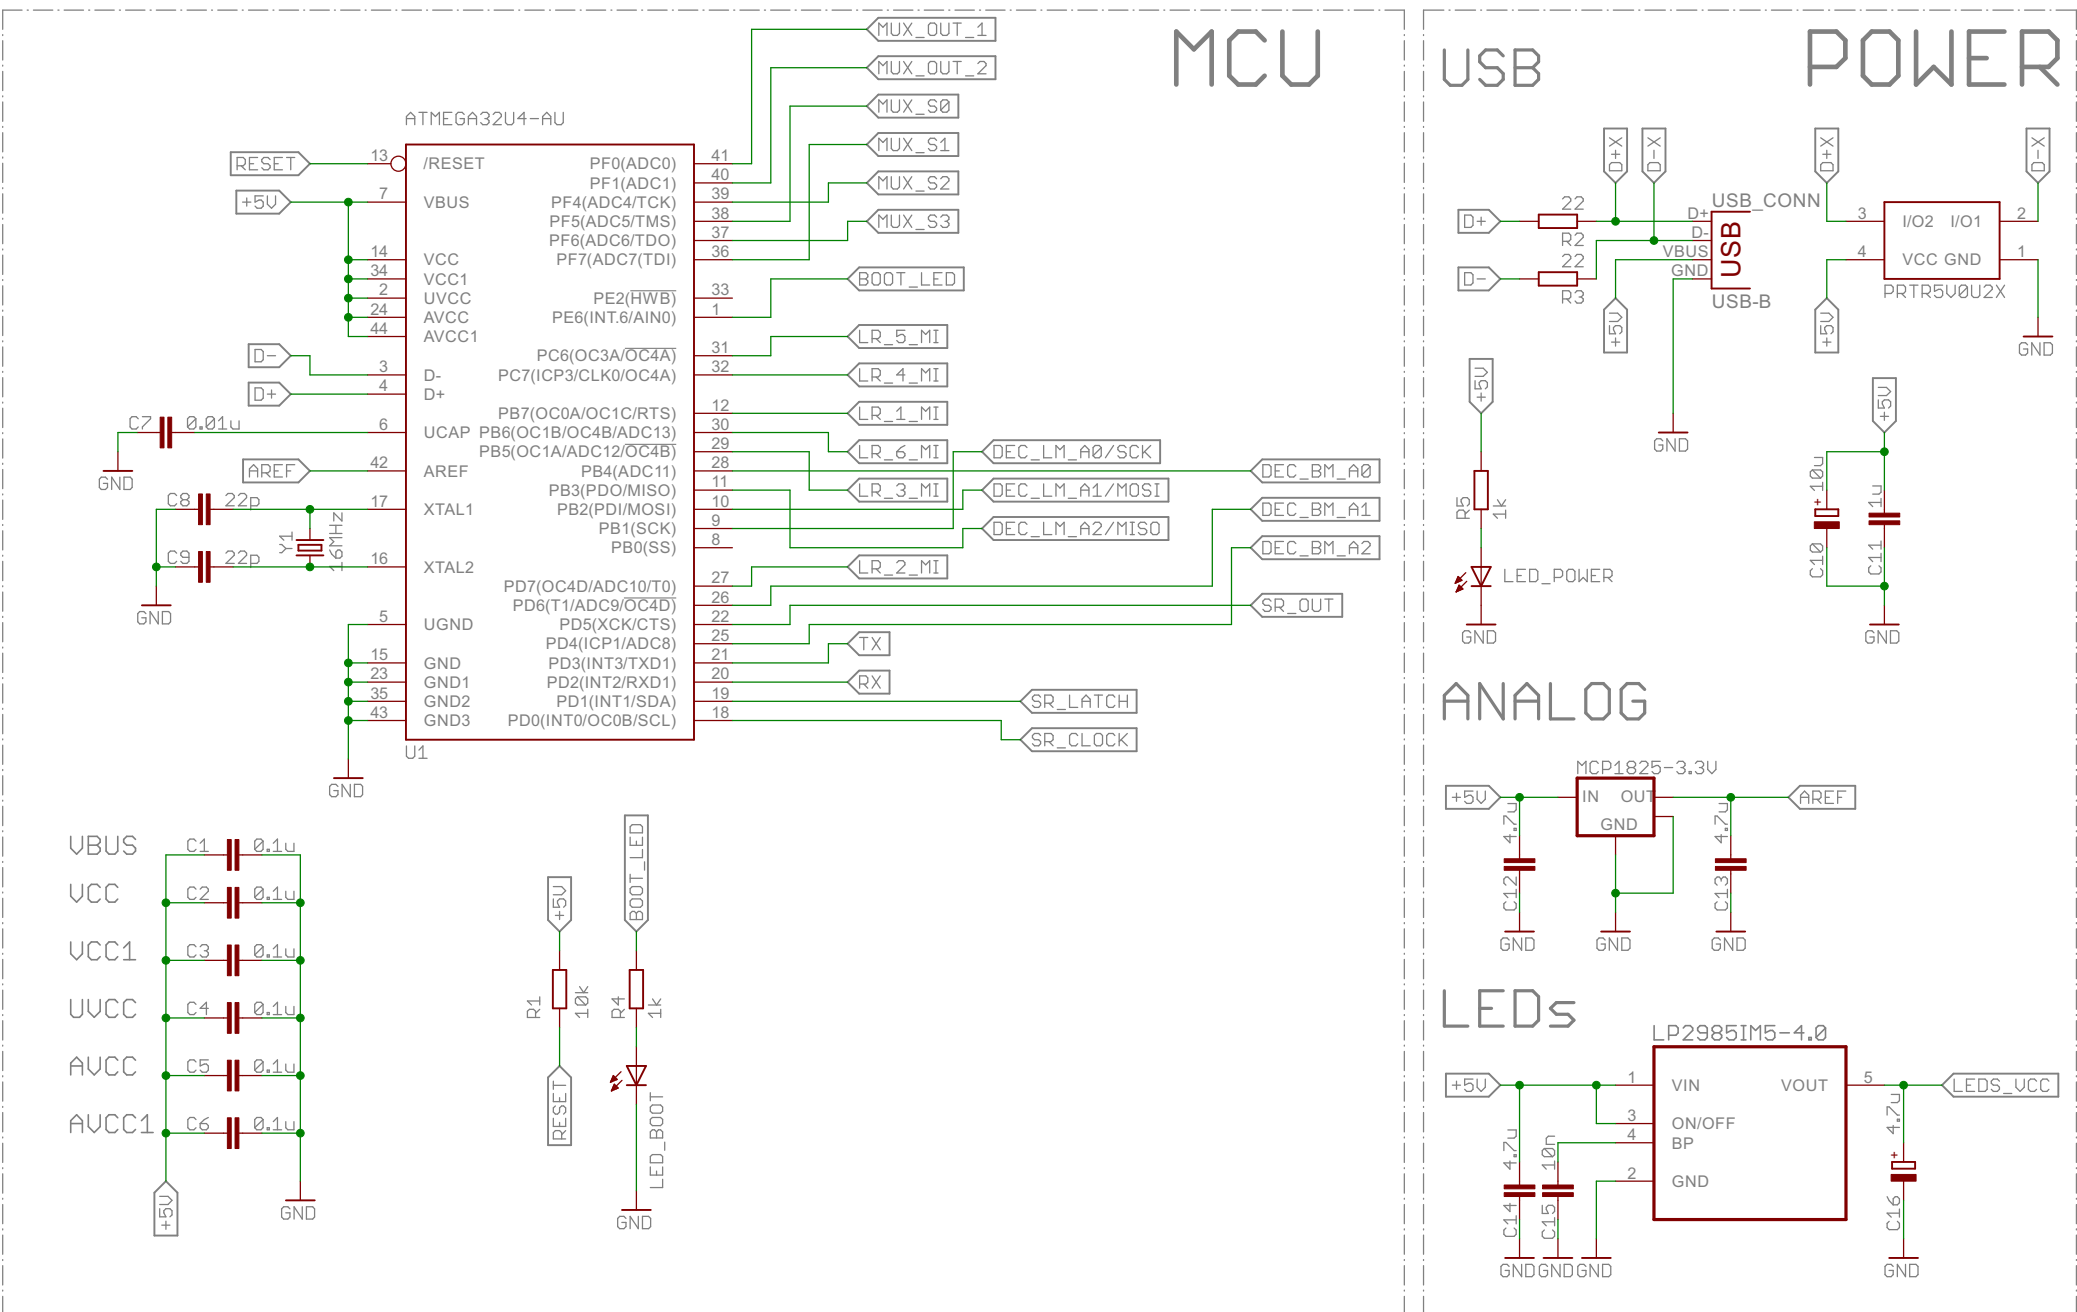 MCU
MUX_OUT_1
MUX_OUT_2
MUX_S0
MUX_S1
MUX_S2
MUX_S3
BOOT_LED
LR_5_MI
LR_4_MI
LR_1_MI
LR_6_MI
DEC_LM_A0/SCK
DEC_BM_A0
LR_3_MI
DEC_LM_A1/MOSI
DEC_BM_A1
DEC_LM_A2/MISO
DEC_BM_A2
LR_2_MI
SR_OUT
TX
RX
SR_LATCH
SR_CLOCK
ATMEGA32U4-AU
RESET 13 /RESET
+5V 7 VBUS
14 VCC
34 VCC1
2 UVCC
24 AVCC
44 AVCC1
D- 3 D-
D+ 4 D+
C7 0.01u 6 UCAP
GND
AREF 42 AREF
C8 22p 17 XTAL1
Y1 16MHz
C9 22p 16 XTAL2
GND
5 UGND
15 GND
23 GND1
35 GND2
43 GND3
GND
U1
PF0(ADC0) 41
PF1(ADC1) 40
PF4(ADC4/TCK) 39
PF5(ADC5/TMS) 38
PF6(ADC6/TDO) 37
PF7(ADC7(TDI) 36
PE2(HWB) 33
PE6(INT.6/AIN0) 1
PC6(OC3A/OC4A) 31
PC7(ICP3/CLK0/OC4A) 32
PB7(OC0A/OC1C/RTS) 12
PB6(OC1B/OC4B/ADC13) 30
PB5(OC1A/ADC12/OC4B) 29
PB4(ADC11) 28
PB3(PDO/MISO) 11
PB2(PDI/MOSI) 10
PB1(SCK) 9
PB0(SS) 8
PD7(OC4D/ADC10/T0) 27
PD6(T1/ADC9/OC4D) 26
PD5(XCK/CTS) 22
PD4(ICP1/ADC8) 25
PD3(INT3/TXD1) 21
PD2(INT2/RXD1) 20
PD1(INT1/SDA) 19
PD0(INT0/OC0B/SCL) 18
VBUS C1 0.1u
VCC C2 0.1u
VCC1 C3 0.1u
UVCC C4 0.1u
AVCC C5 0.1u
AVCC1 C6 0.1u
+5V
GND
+5V
R1 10k
RESET
BOOT_LED
R4 1k
LED_BOOT
GND
POWER
USB
D+X
D-X
D+ 22
R2
D- 22
R3
USB_CONN
D+
D-
VBUS
GND
USB
USB-B
+5V
GND
D+X
D-X
3 I/O2 I/O1 2
4 VCC GND 1
PRTR5V0U2X
+5V
GND
+5V
R5 1k
LED_POWER
GND
+5V
+ 10u
C10
1u
C11
GND
ANALOG
MCP1825-3.3V
+5V
IN OUT
GND
AREF
4.7u
C12
4.7u
C13
GND GND GND
LEDs
LP2985IM5-4.0
+5V
1 VIN
3 ON/OFF
4 BP
2 GND
VOUT 5
LEDS_VCC
4.7u
C14
10n
C15
4.7u
+
C16
GND GND GND GND